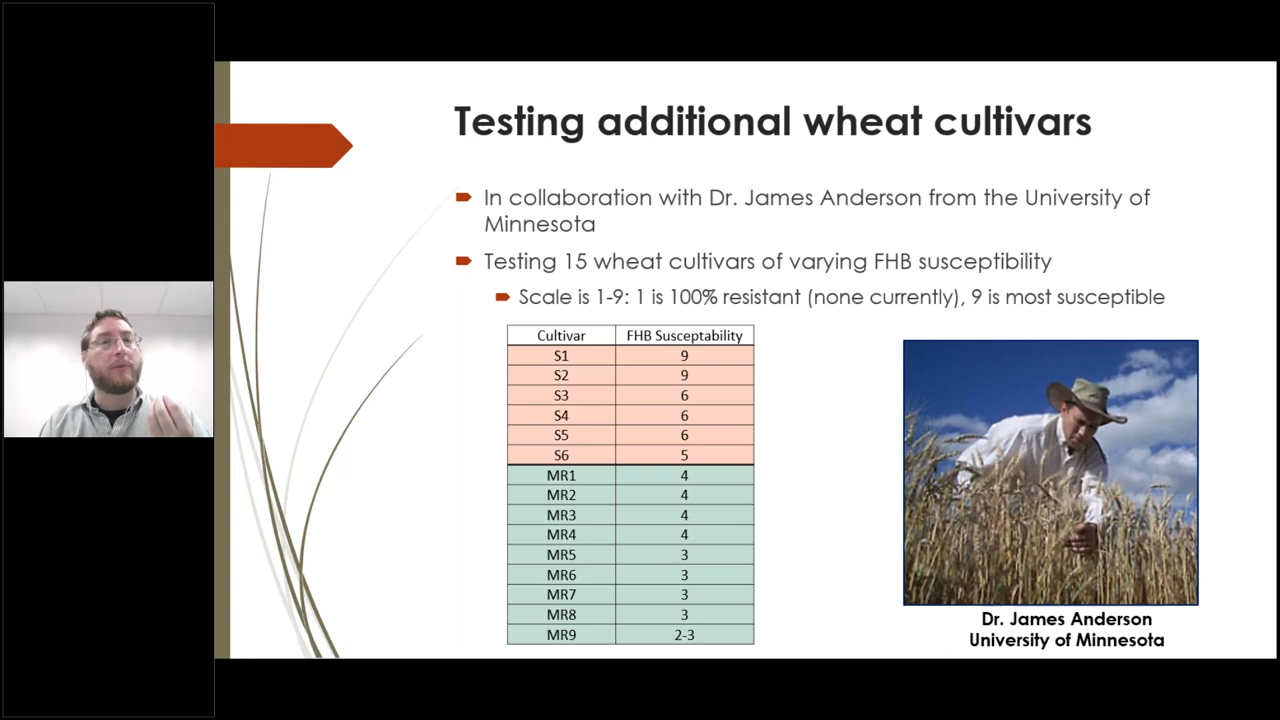 Testing additional wheat cultivars
In collaboration with Dr. James Anderson from the University of
Minnesota
Testing 15 wheat cultivars of varying FHB susceptibility
Scale is 1-9: 1 is 100% resistant (none currently), 9 is most susceptible
Cultivar FHB Susceptability
S1 9
S2 9
S3 6
S4 6
S5 6
S6 5
MR1 4
MR2 4
MR3 4
MR4 4
MR5 3
MR6 3
MR7 3
MR8 3
MR9 2-3
Dr. James Anderson
University of Minnesota